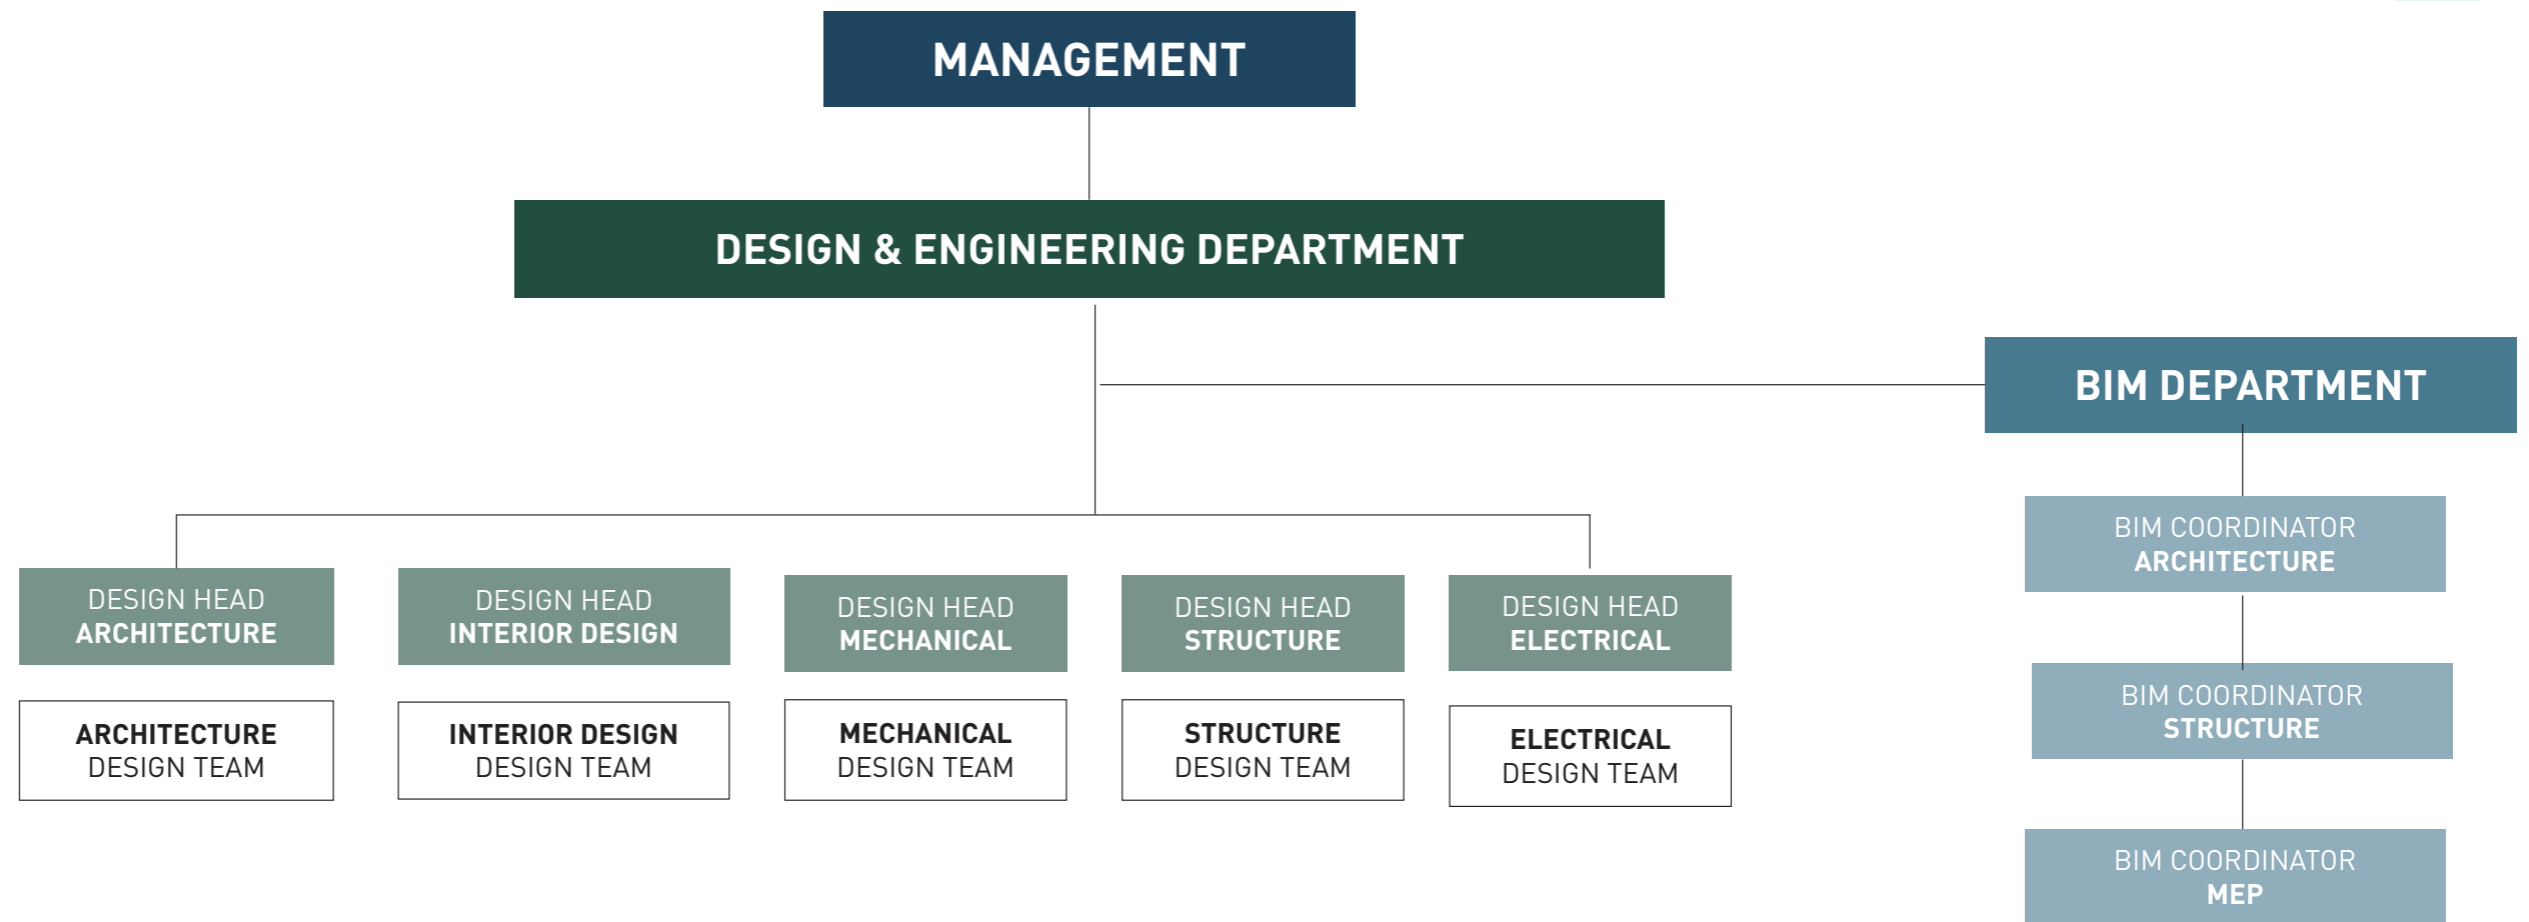 MANAGEMENT
DESIGN & ENGINEERING DEPARTMENT
BIM DEPARTMENT
DESIGN HEAD
ARCHITECTURE
DESIGN HEAD
INTERIOR DESIGN
DESIGN HEAD
MECHANICAL
DESIGN HEAD
STRUCTURE
DESIGN HEAD
ELECTRICAL
ARCHITECTURE
DESIGN TEAM
INTERIOR DESIGN
DESIGN TEAM
MECHANICAL
DESIGN TEAM
STRUCTURE
DESIGN TEAM
ELECTRICAL
DESIGN TEAM
BIM COORDINATOR
ARCHITECTURE
BIM COORDINATOR
STRUCTURE
BIM COORDINATOR
MEP